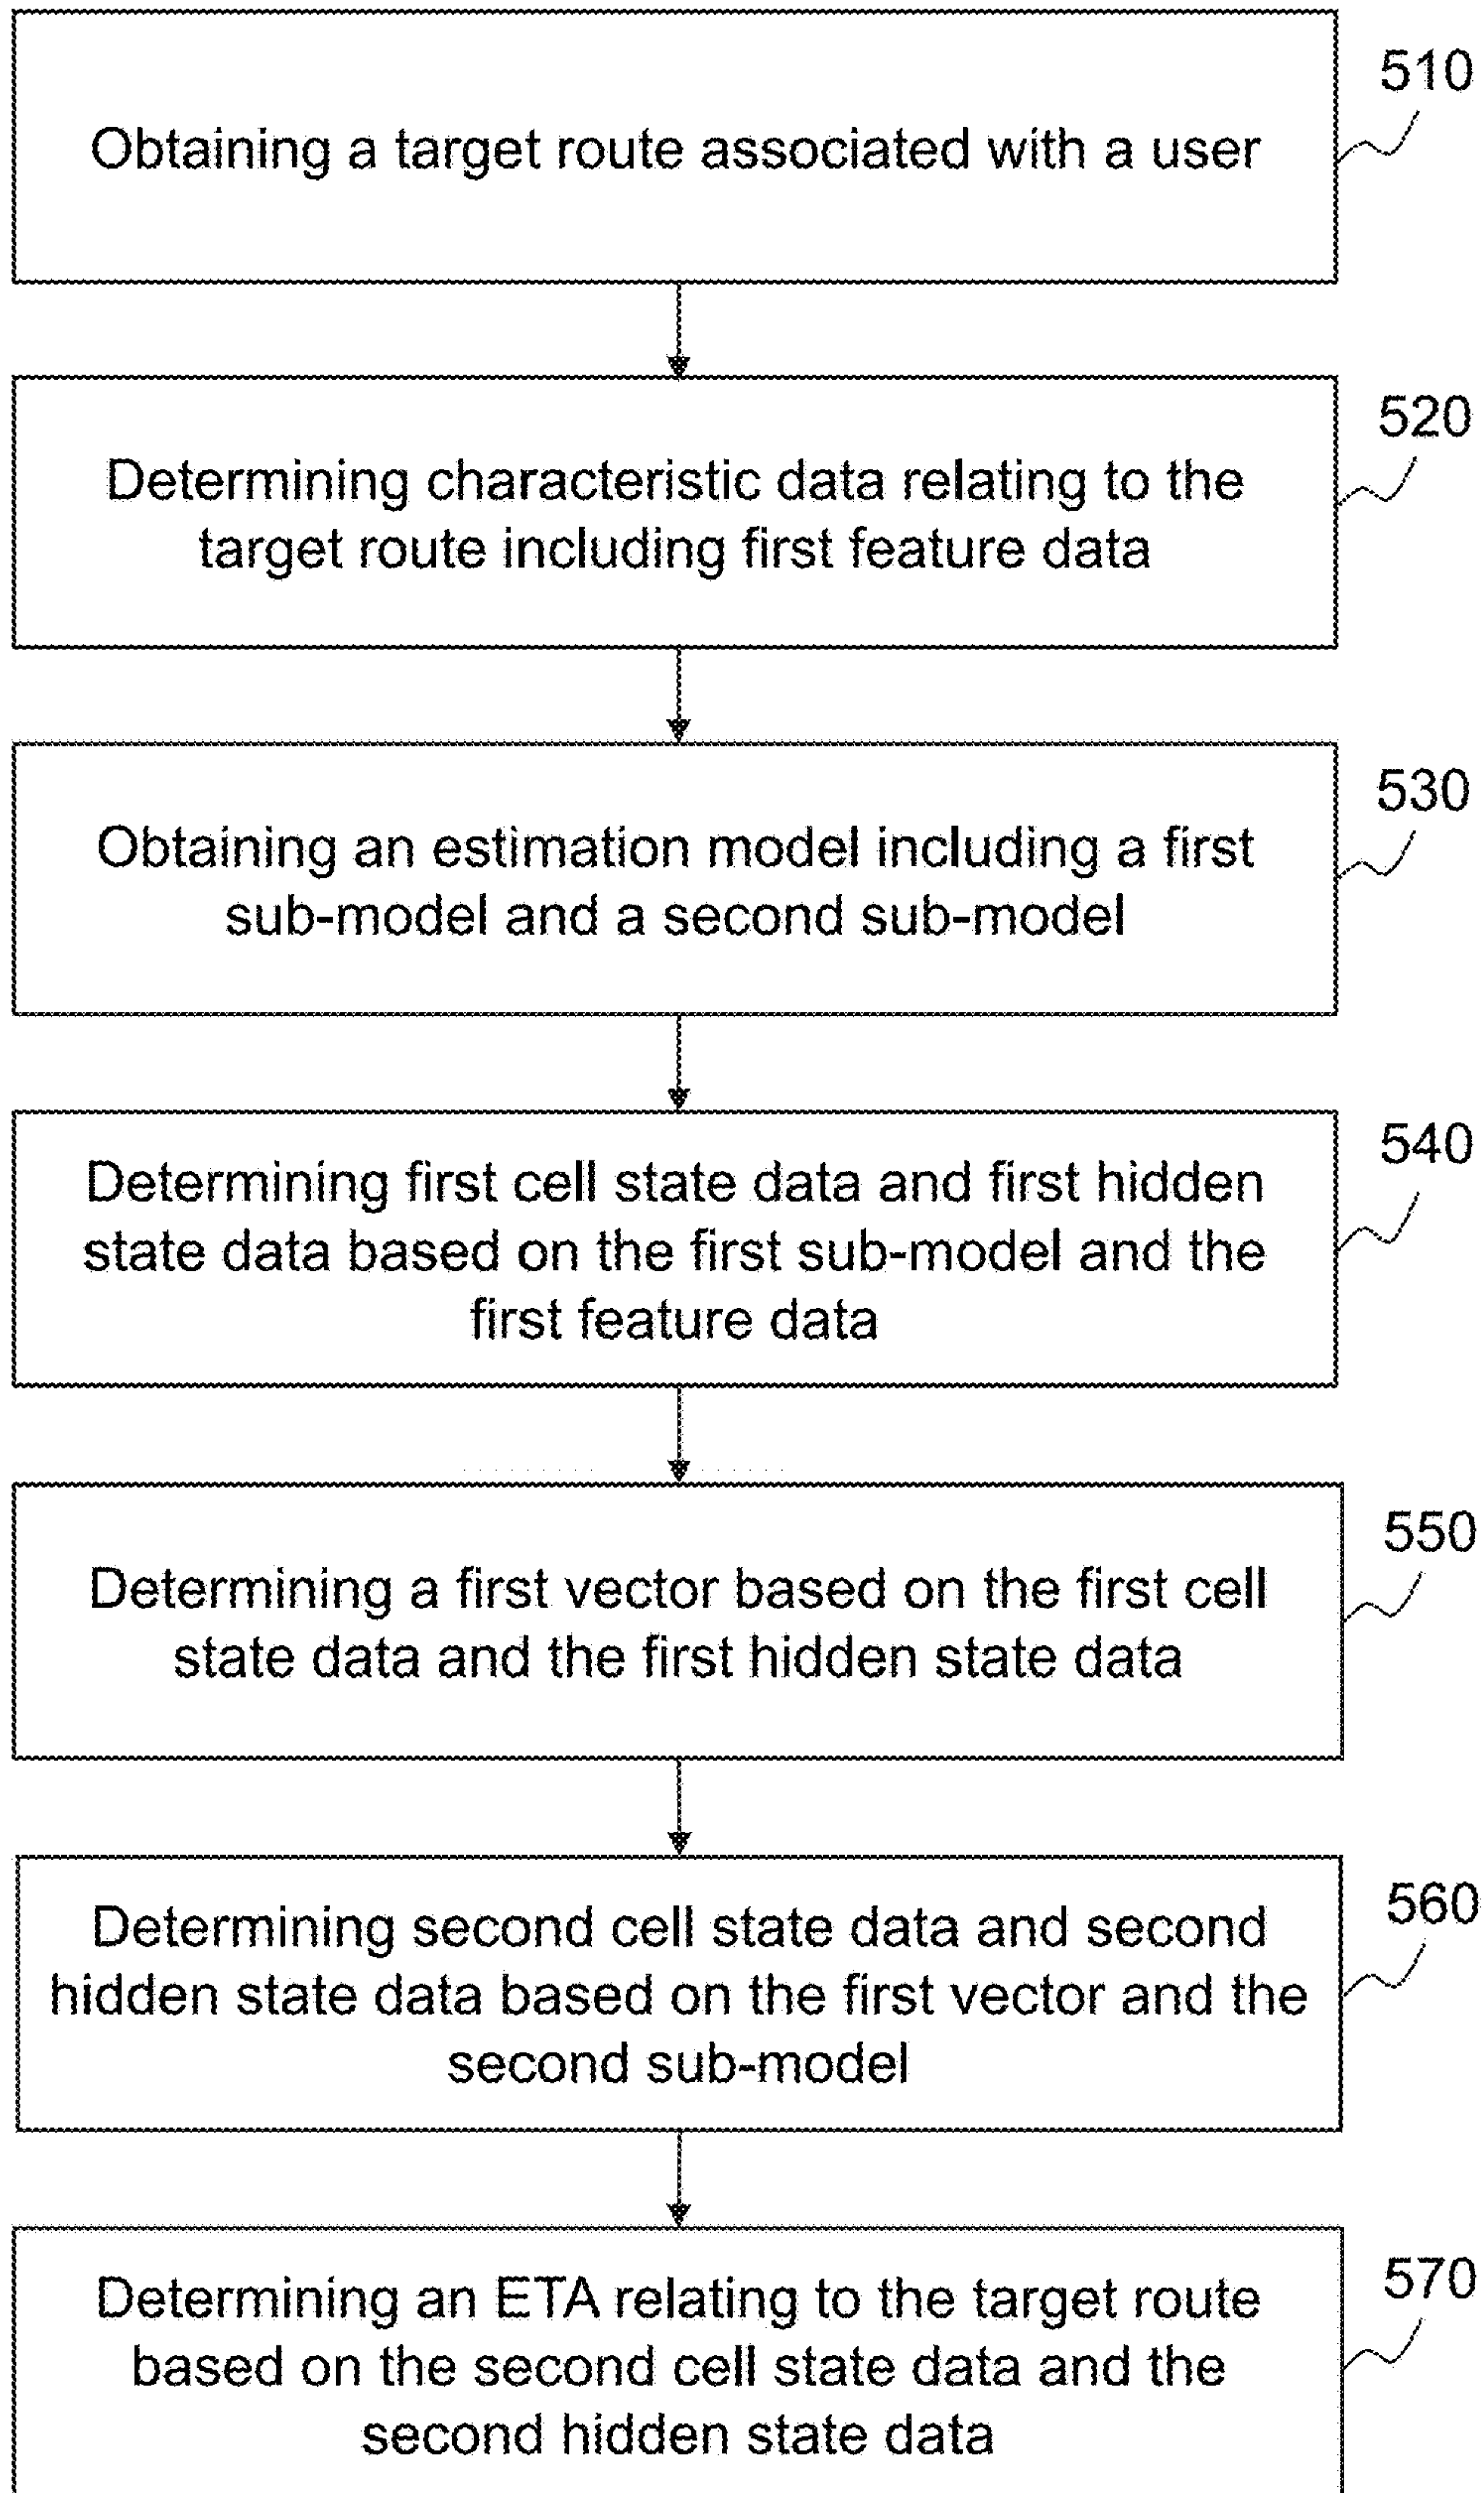 510
Obtaining a target route associated with a user
520
Determining characteristic data relating to the
target route including first feature data
530
Obtaining an estimation model including a first
sub-model and a second sub-model
540
Determining first cell state data and first hidden
state data based on the first sub-model and the
first feature data
550
Determining a first vector based on the first cell
state data and the first hidden state data
560
Determining second cell state data and second
hidden state data based on the first vector and the
second sub-model
570
Determining an ETA relating to the target route
based on the second cell state data and the
second hidden state data